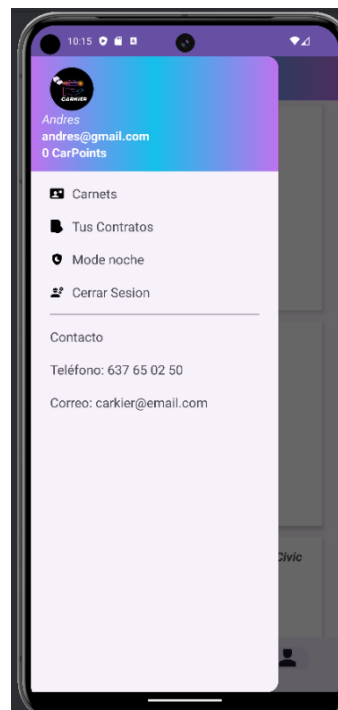 10:15
CARKIER
Andres
andres@gmail.com
0 CarPoints
Carnets
Tus Contratos
Mode noche
Cerrar Sesion
Contacto
Teléfono: 637 65 02 50
Correo: carkier@email.com
Civic